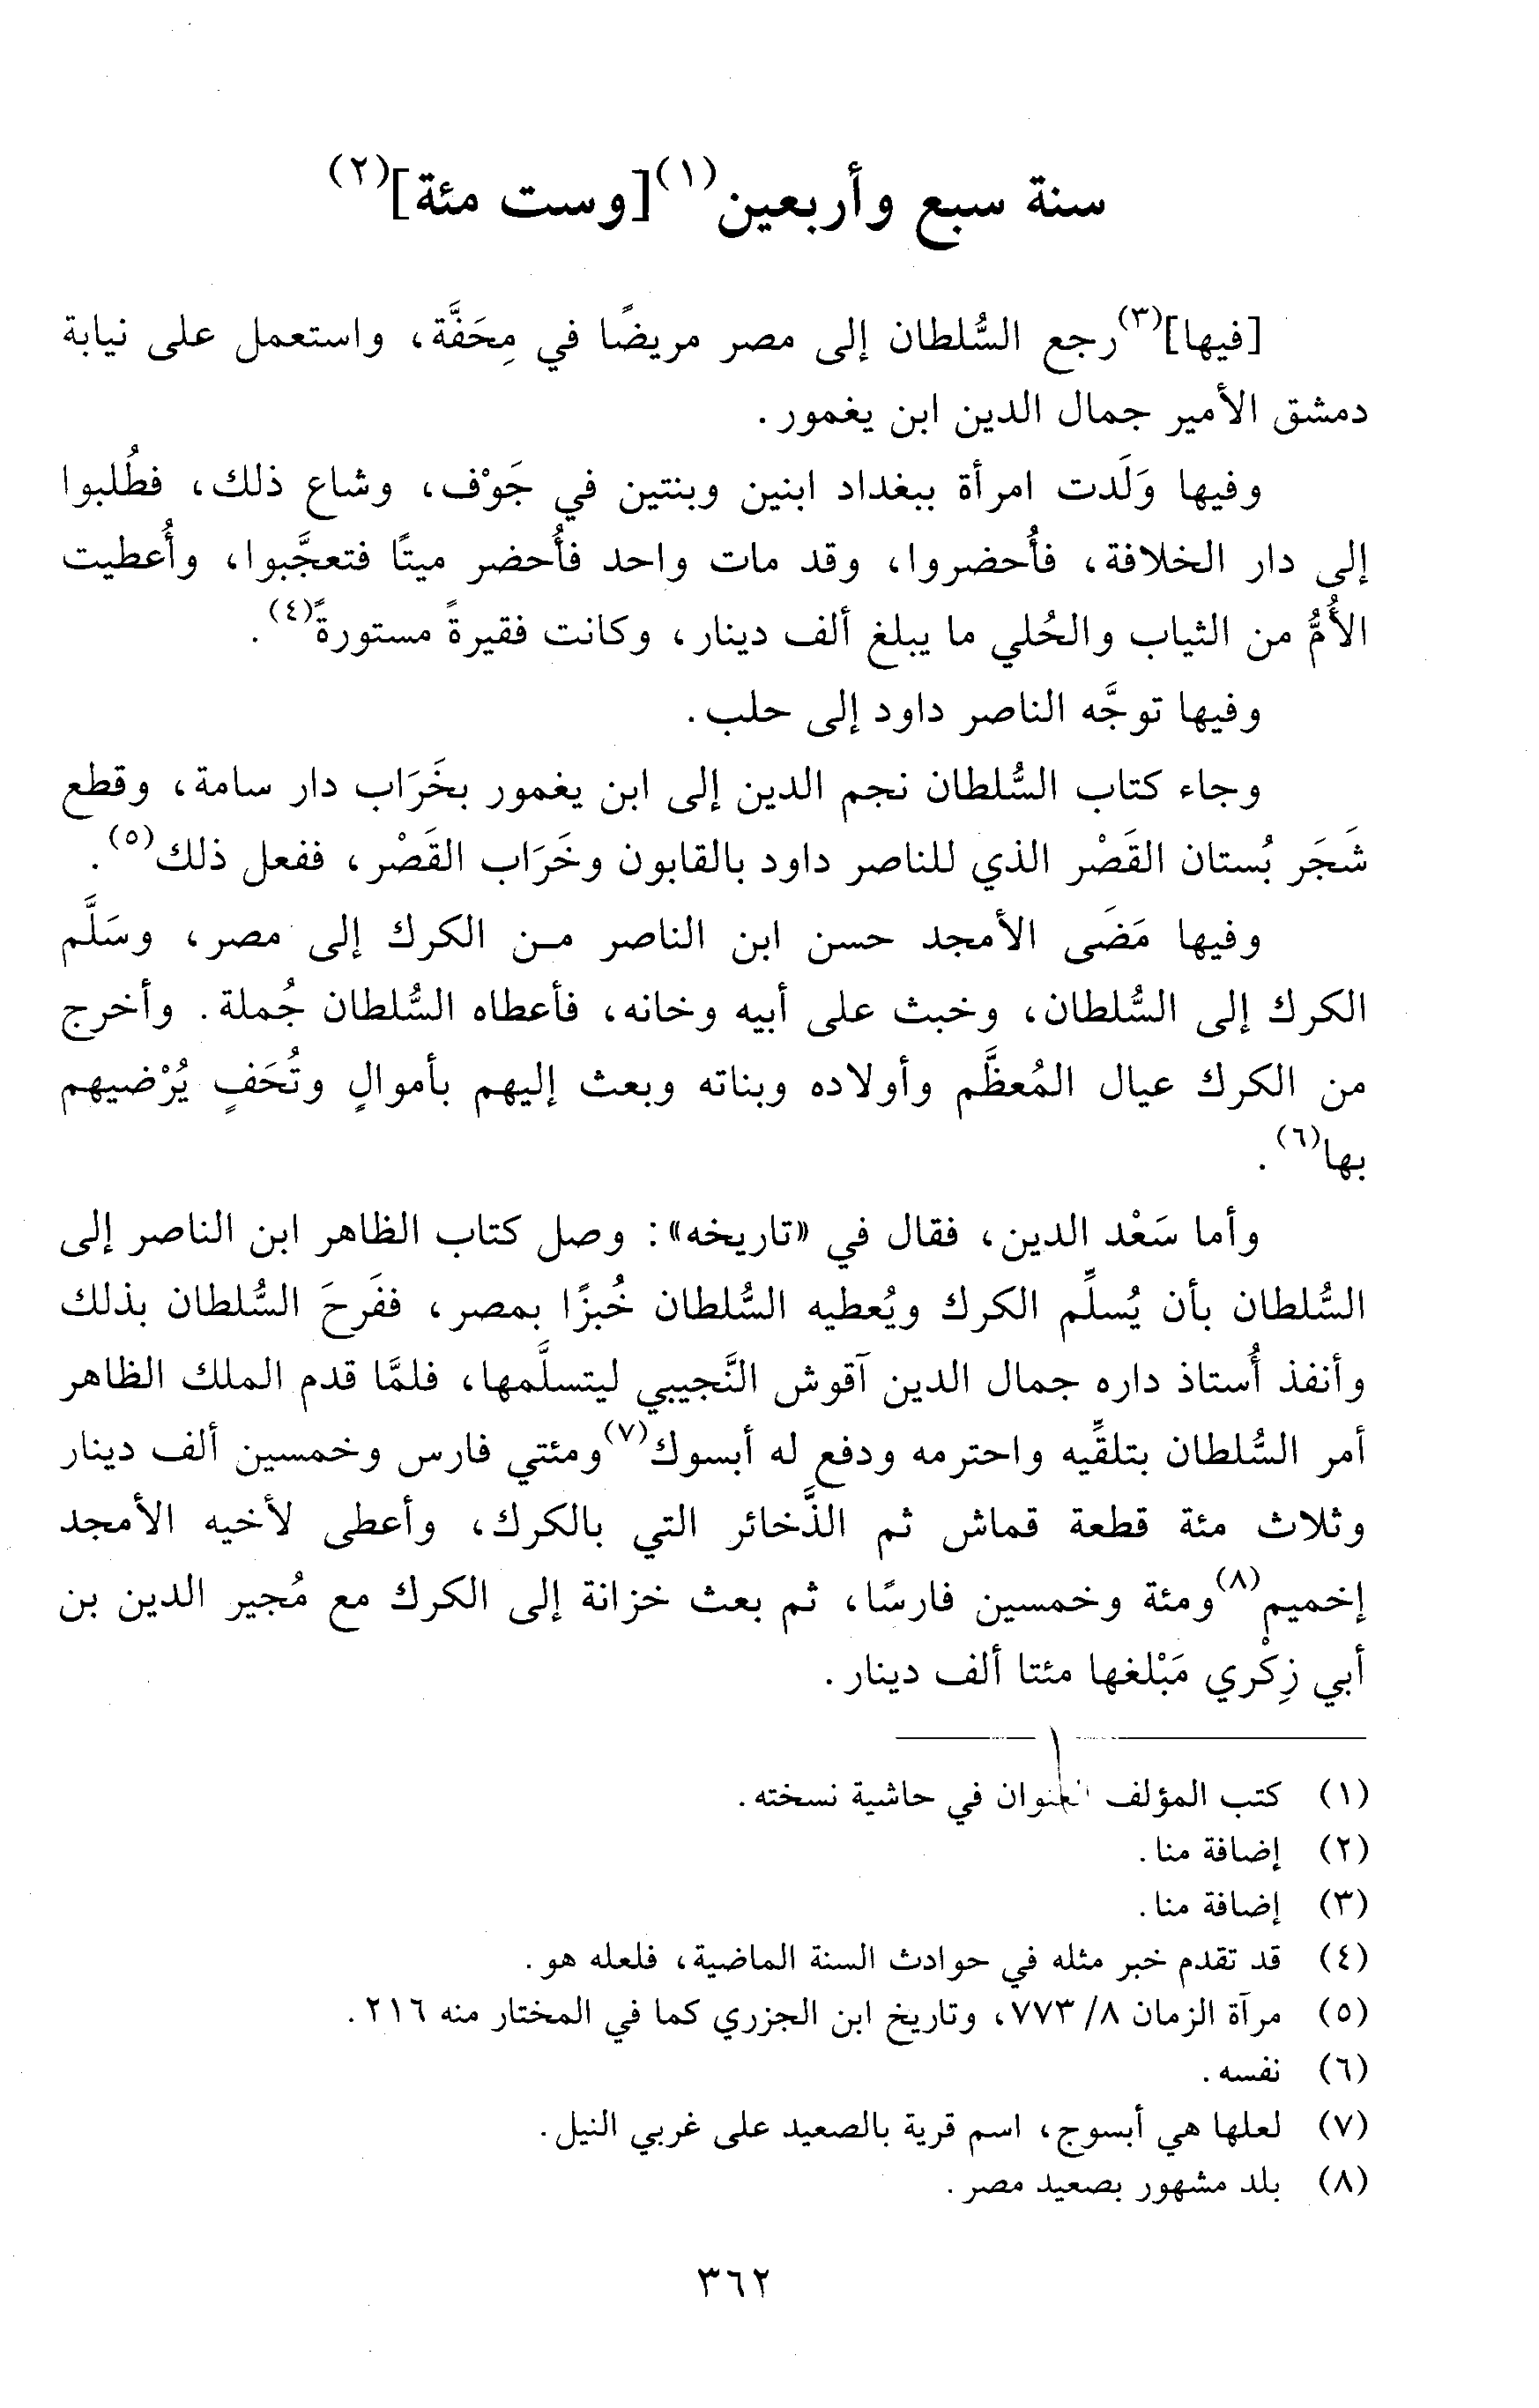 سنة سبع وأربعين(١)[وست مئة](٢)
[فيها](٣) رجع السُّلطان إلى مصر مريضًا في مِحَفَّة، واستعمل على نيابة
دمشق الأمير جمال الدين ابن يغمور.
وفيها وَلَدت امرأة ببغداد ابنين وبنتين في جَوْف، وشاع ذلك، فطُلبوا
إلى دار الخلافة، فأُحضروا، وقد مات واحد فأُحضر ميتًا فتعجَّبوا، وأُعطيت
الأُمُّ من الثياب والحُلي ما يبلغ ألف دينار، وكانت فقيرةً مستورةً(٤).
وفيها توجَّه الناصر داود إلى حلب.
وجاء كتاب السُّلطان نجم الدين إلى ابن يغمور بخَرَاب دار سامة، وقطع
شَجَر بُستان القَصْر الذي للناصر داود بالقابون وخَرَاب القَصْر، ففعل ذلك(٥).
وفيها مَضَى الأمجد حسن ابن الناصر من الكرك إلى مصر، وسَلَّم
الكرك إلى السُّلطان، وخبث على أبيه وخانه، فأعطاه السُّلطان جُملة. وأخرج
من الكرك عيال المُعظَّم وأولاده وبناته وبعث إليهم بأموالٍ وتُحَفٍ يُرْضيهم
بها(٦).
وأما سَعْد الدين، فقال في «تاريخه»: وصل كتاب الظاهر ابن الناصر إلى
السُّلطان بأن يُسلِّم الكرك ويُعطيه السُّلطان خُبزًا بمصر، ففَرحَ السُّلطان بذلك
وأنفذ أُستاذ داره جمال الدين آقوش النَّجيبي ليتسلَّمها، فلمَّا قدم الملك الظاهر
أمر السُّلطان بتلقِّيه واحترمه ودفع له أبسوك(٧) ومئتي فارس وخمسين ألف دينار
وثلاث مئة قطعة قماش ثم الذَّخائر التي بالكرك، وأعطى لأخيه الأمجد
إخميم(٨) ومئة وخمسين فارسًا، ثم بعث خزانة إلى الكرك مع مُجير الدين بن
أبي زِكْري مَبْلغها مئتا ألف دينار.
(١) كتب المؤلف العنوان في حاشية نسخته.
(٢) إضافة منا.
(٣) إضافة منا.
(٤) قد تقدم خبر مثله في حوادث السنة الماضية، فلعله هو.
(٥) مرآة الزمان ٨/ ٧٧٣، وتاريخ ابن الجزري كما في المختار منه ٢١٦.
(٦) نفسه.
(٧) لعلها هي أبسوج، اسم قرية بالصعيد على غربي النيل.
(٨) بلد مشهور بصعيد مصر.
٣٦٢